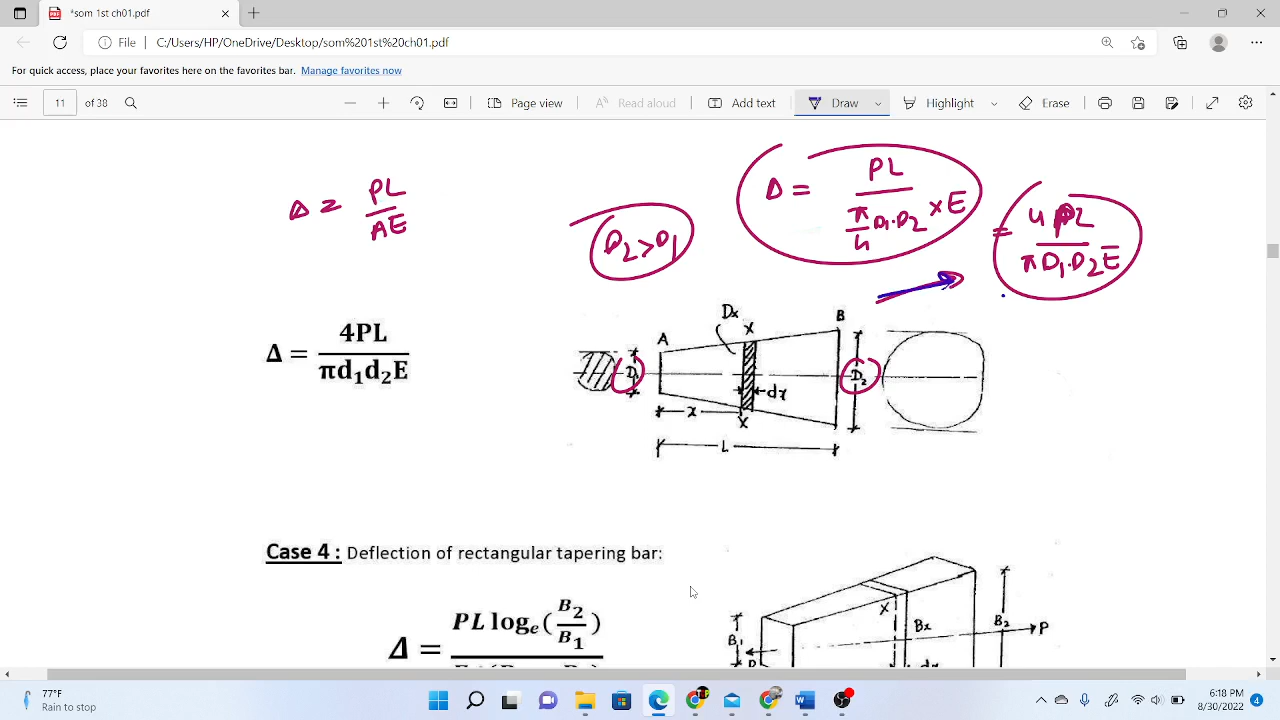 *som 1st ch01.pdf
File
C:/Users/HP/OneDrive/Desktop/som%201st%20ch01.pdf
For quick access, place your favorites here on the favorites bar. Manage favorites now
11 of 38
Page view
Read aloud
Add text
Draw
Highlight
Erase
Δ = PL / AE
D2 > D1
Δ = PL / π/4 D1·D2 × E
= 4PL / πD1·D2E
Δ = 4PL / πd1d2E
Dx
A
X
B
D1
D2
dx
x
X
L
Case 4 : Deflection of rectangular tapering bar:
Δ = PL loge(B2/B1)
X
Bx
B1
B2
P
P
dx
77°F
Rain to stop
6:18 PM
8/30/2022
4